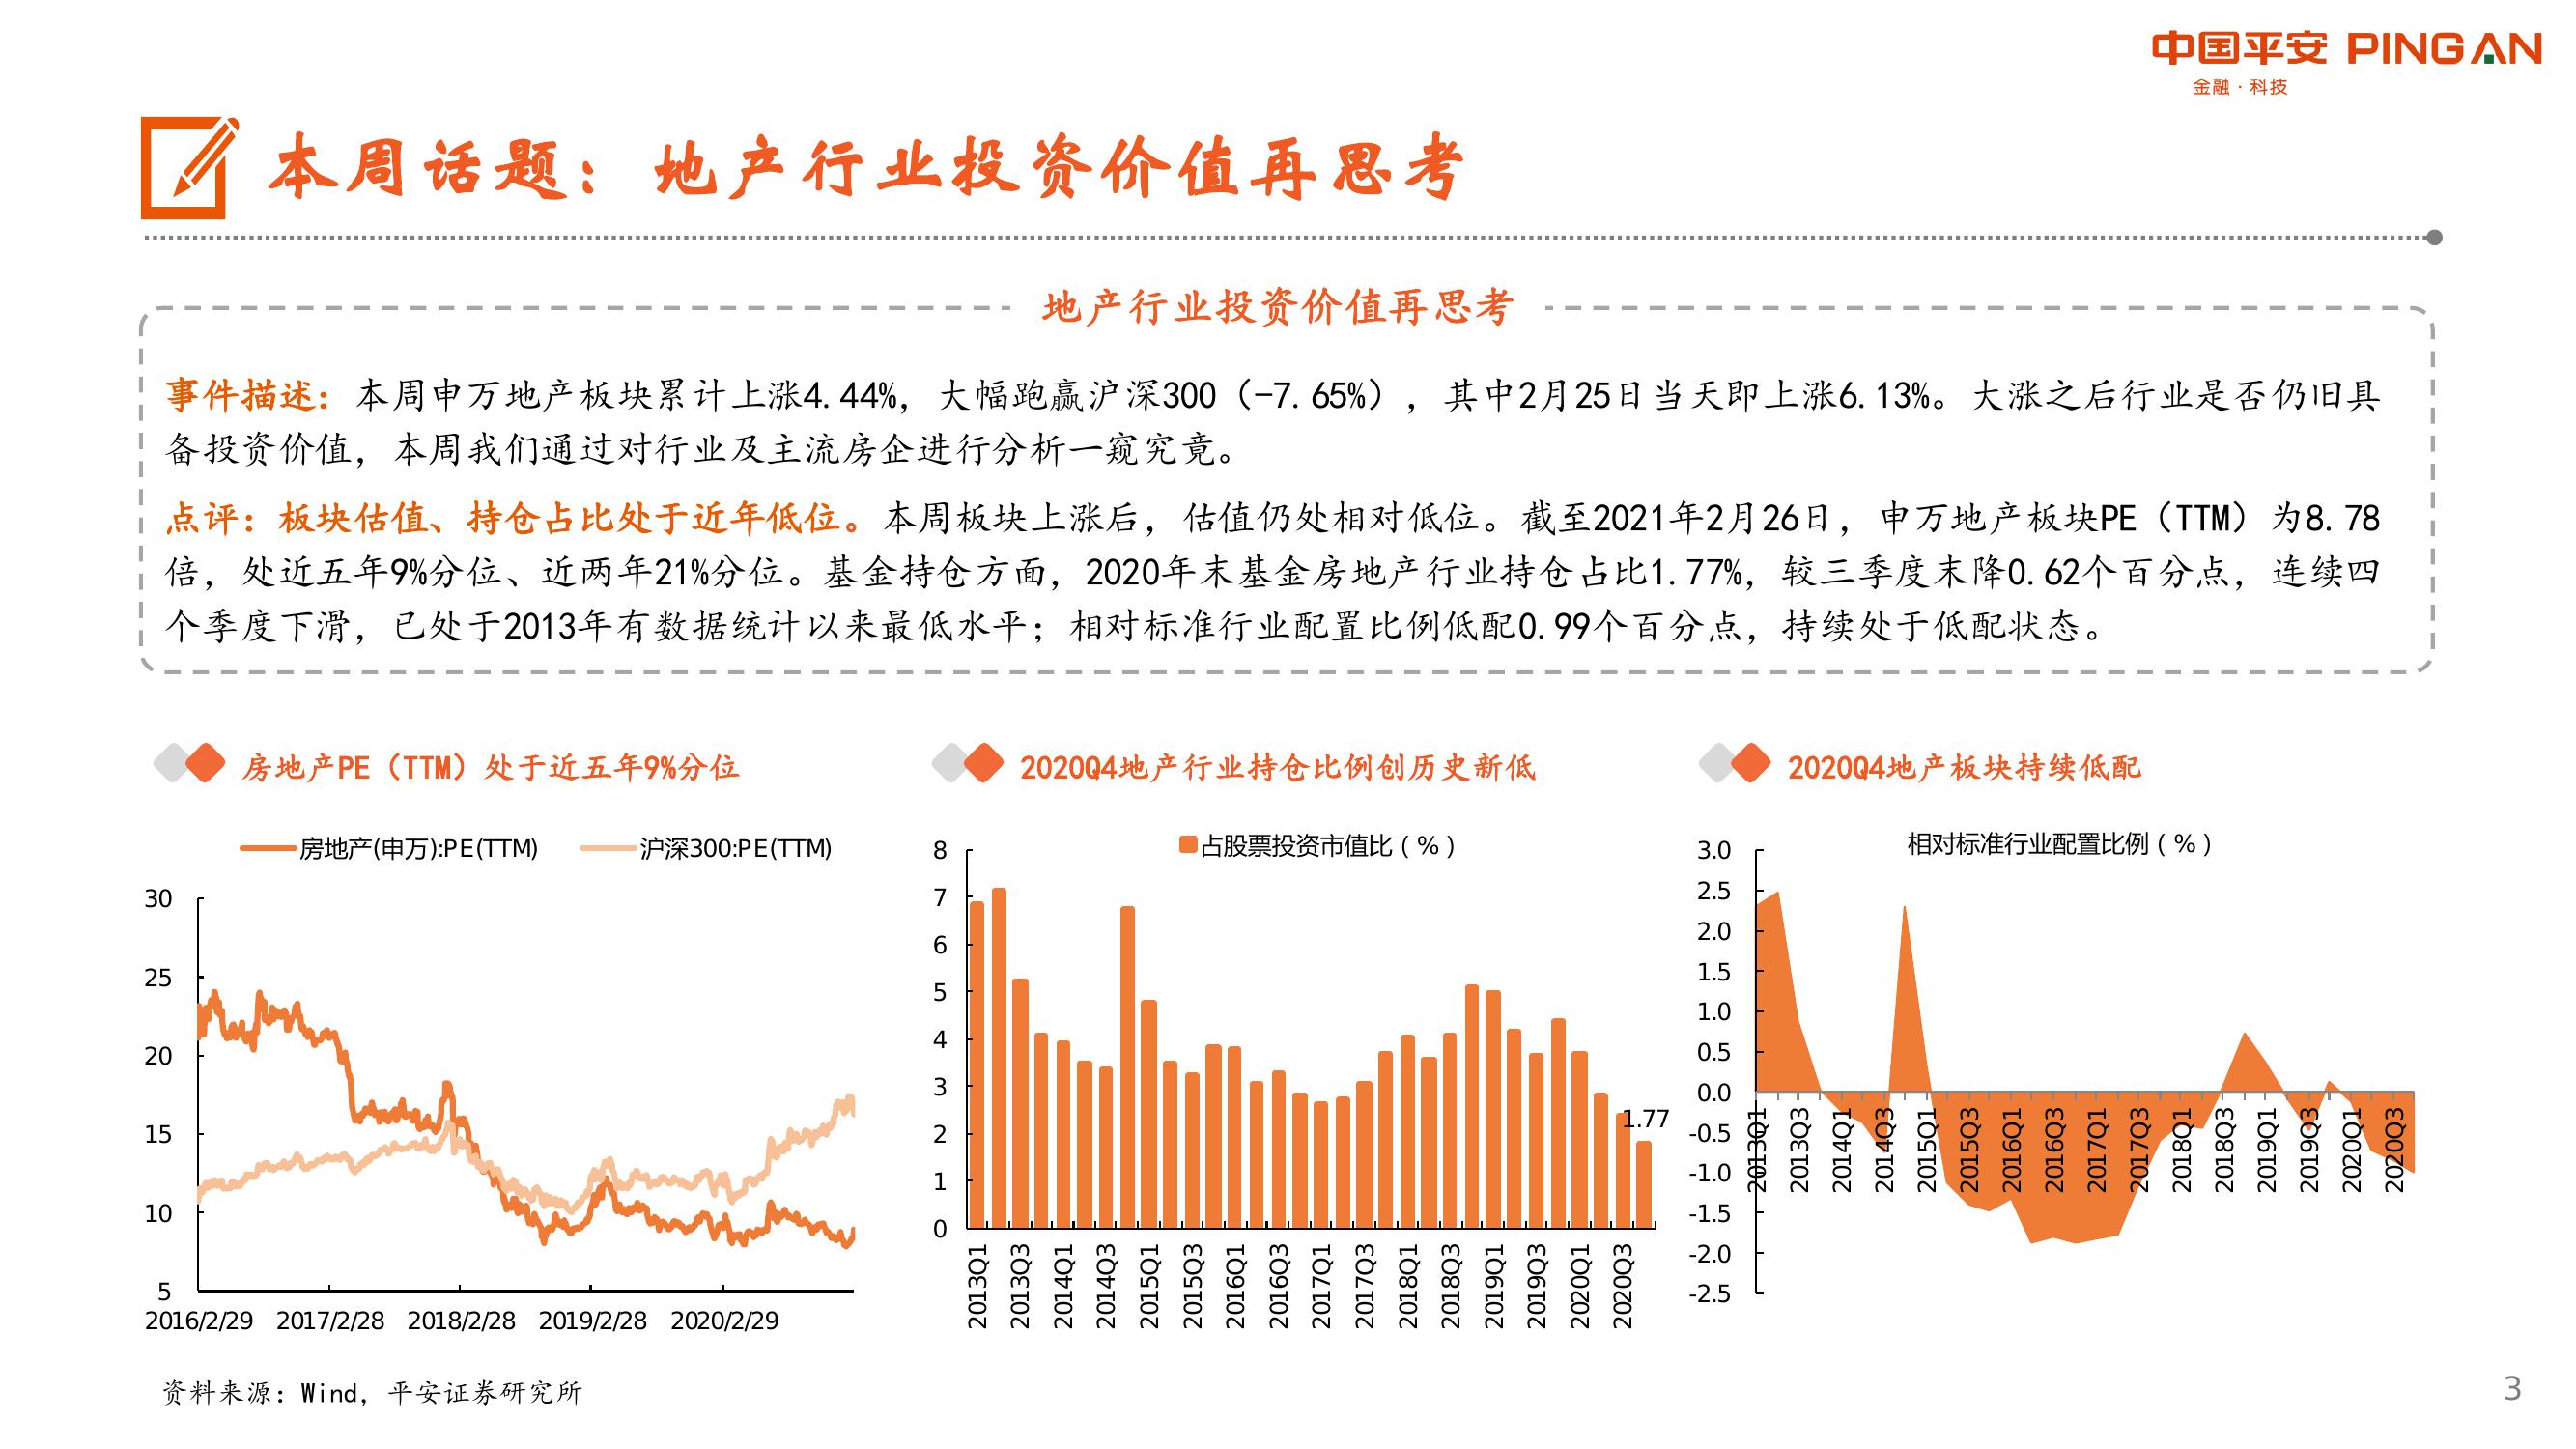 中国平安 PINGAN
金融·科技
本周话题：地产行业投资价值再思考
地产行业投资价值再思考
事件描述：本周申万地产板块累计上涨4.44%，大幅跑赢沪深300（-7.65%），其中2月25日当天即上涨6.13%。大涨之后行业是否仍旧具
备投资价值，本周我们通过对行业及主流房企进行分析一窥究竟。
点评：板块估值、持仓占比处于近年低位。本周板块上涨后，估值仍处相对低位。截至2021年2月26日，申万地产板块PE（TTM）为8.78
倍，处近五年9%分位、近两年21%分位。基金持仓方面，2020年末基金房地产行业持仓占比1.77%，较三季度末降0.62个百分点，连续四
个季度下滑，已处于2013年有数据统计以来最低水平；相对标准行业配置比例低配0.99个百分点，持续处于低配状态。
房地产PE（TTM）处于近五年9%分位
房地产(申万):PE(TTM)
沪深300:PE(TTM)
30
25
20
15
10
5
2016/2/29
2017/2/28
2018/2/28
2019/2/28
2020/2/29
2020Q4地产行业持仓比例创历史新低
占股票投资市值比（%）
8
7
6
5
4
3
2
1
0
1.77
2013Q1
2013Q3
2014Q1
2014Q3
2015Q1
2015Q3
2016Q1
2016Q3
2017Q1
2017Q3
2018Q1
2018Q3
2019Q1
2019Q3
2020Q1
2020Q3
2020Q4地产板块持续低配
相对标准行业配置比例（%）
3.0
2.5
2.0
1.5
1.0
0.5
0.0
-0.5
-1.0
-1.5
-2.0
-2.5
2013Q1
2013Q3
2014Q1
2014Q3
2015Q1
2015Q3
2016Q1
2016Q3
2017Q1
2017Q3
2018Q1
2018Q3
2019Q1
2019Q3
2020Q1
2020Q3
资料来源：Wind，平安证券研究所
3